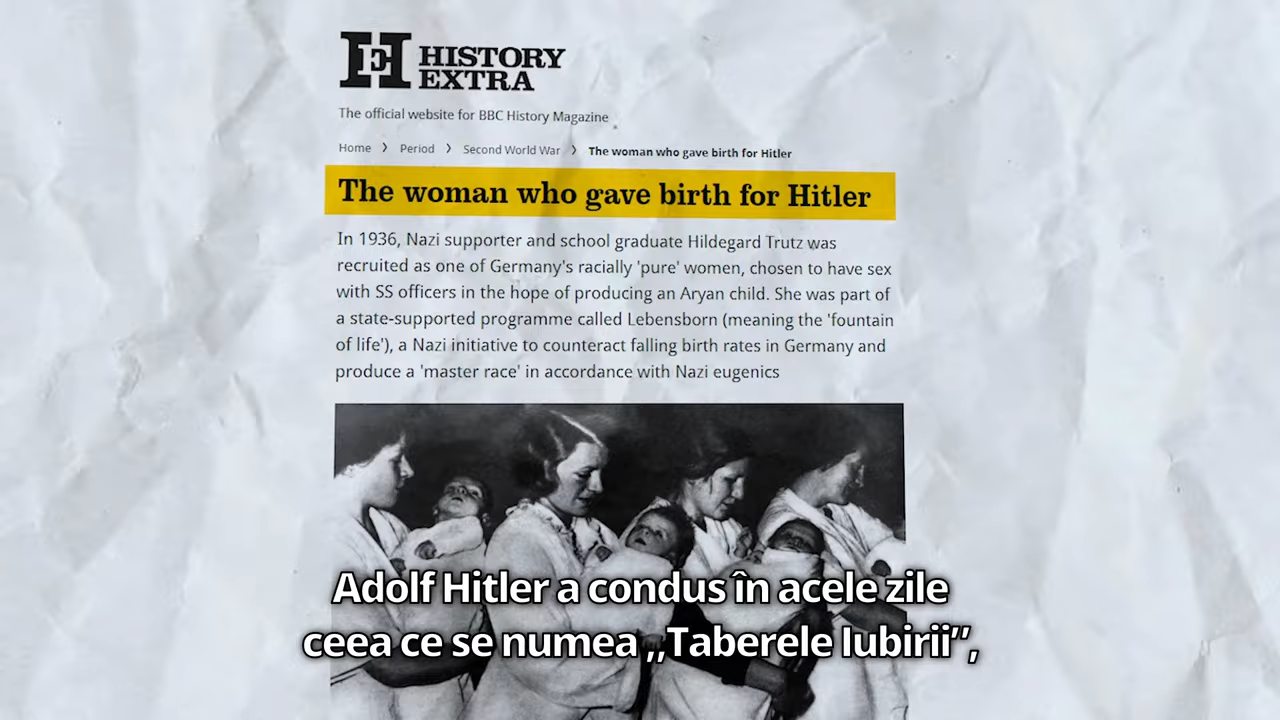 HE HISTORY
EXTRA
The official website for BBC History Magazine
Home > Period > Second World War > The woman who gave birth for Hitler
The woman who gave birth for Hitler
In 1936, Nazi supporter and school graduate Hildegard Trutz was
recruited as one of Germany's racially 'pure' women, chosen to have sex
with SS officers in the hope of producing an Aryan child. She was part of
a state-supported programme called Lebensborn (meaning the 'fountain
of life'), a Nazi initiative to counteract falling birth rates in Germany and
produce a 'master race' in accordance with Nazi eugenics
Adolf Hitler a condus în acele zile
ceea ce se numea „Taberele Iubirii”,